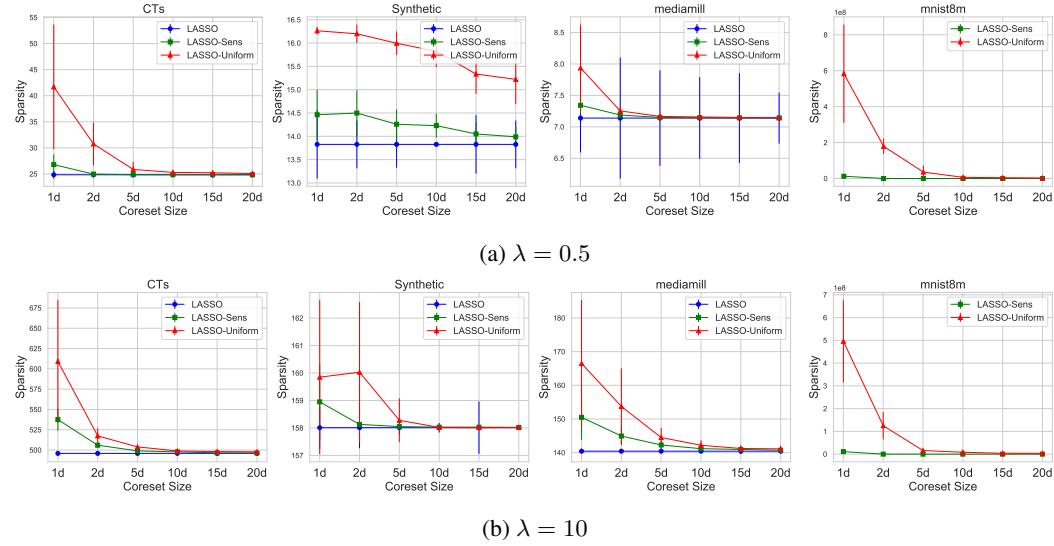 CTs
55
50
45
40
35
30
25
Sparsity
LASSO
LASSO-Sens
LASSO-Uniform
1d 2d 5d 10d 15d 20d
Coreset Size
Synthetic
16.5
16.0
15.5
15.0
14.5
14.0
13.5
13.0
Sparsity
LASSO
LASSO-Sens
LASSO-Uniform
1d 2d 5d 10d 15d 20d
Coreset Size
mediamill
8.5
8.0
7.5
7.0
6.5
Sparsity
LASSO
LASSO-Sens
LASSO-Uniform
1d 2d 5d 10d 15d 20d
Coreset Size
mnist8m
1e8
8
6
4
2
0
Sparsity
LASSO-Sens
LASSO-Uniform
1d 2d 5d 10d 15d 20d
Coreset Size
(a) λ = 0.5
CTs
675
650
625
600
575
550
525
500
Sparsity
LASSO
LASSO-Sens
LASSO-Uniform
1d 2d 5d 10d 15d 20d
Coreset Size
Synthetic
162
161
160
159
158
157
Sparsity
LASSO
LASSO-Sens
LASSO-Uniform
1d 2d 5d 10d 15d 20d
Coreset Size
mediamill
180
170
160
150
140
Sparsity
LASSO
LASSO-Sens
LASSO-Uniform
1d 2d 5d 10d 15d 20d
Coreset Size
mnist8m
1e8
7
6
5
4
3
2
1
0
Sparsity
LASSO-Sens
LASSO-Uniform
1d 2d 5d 10d 15d 20d
Coreset Size
(b) λ = 10